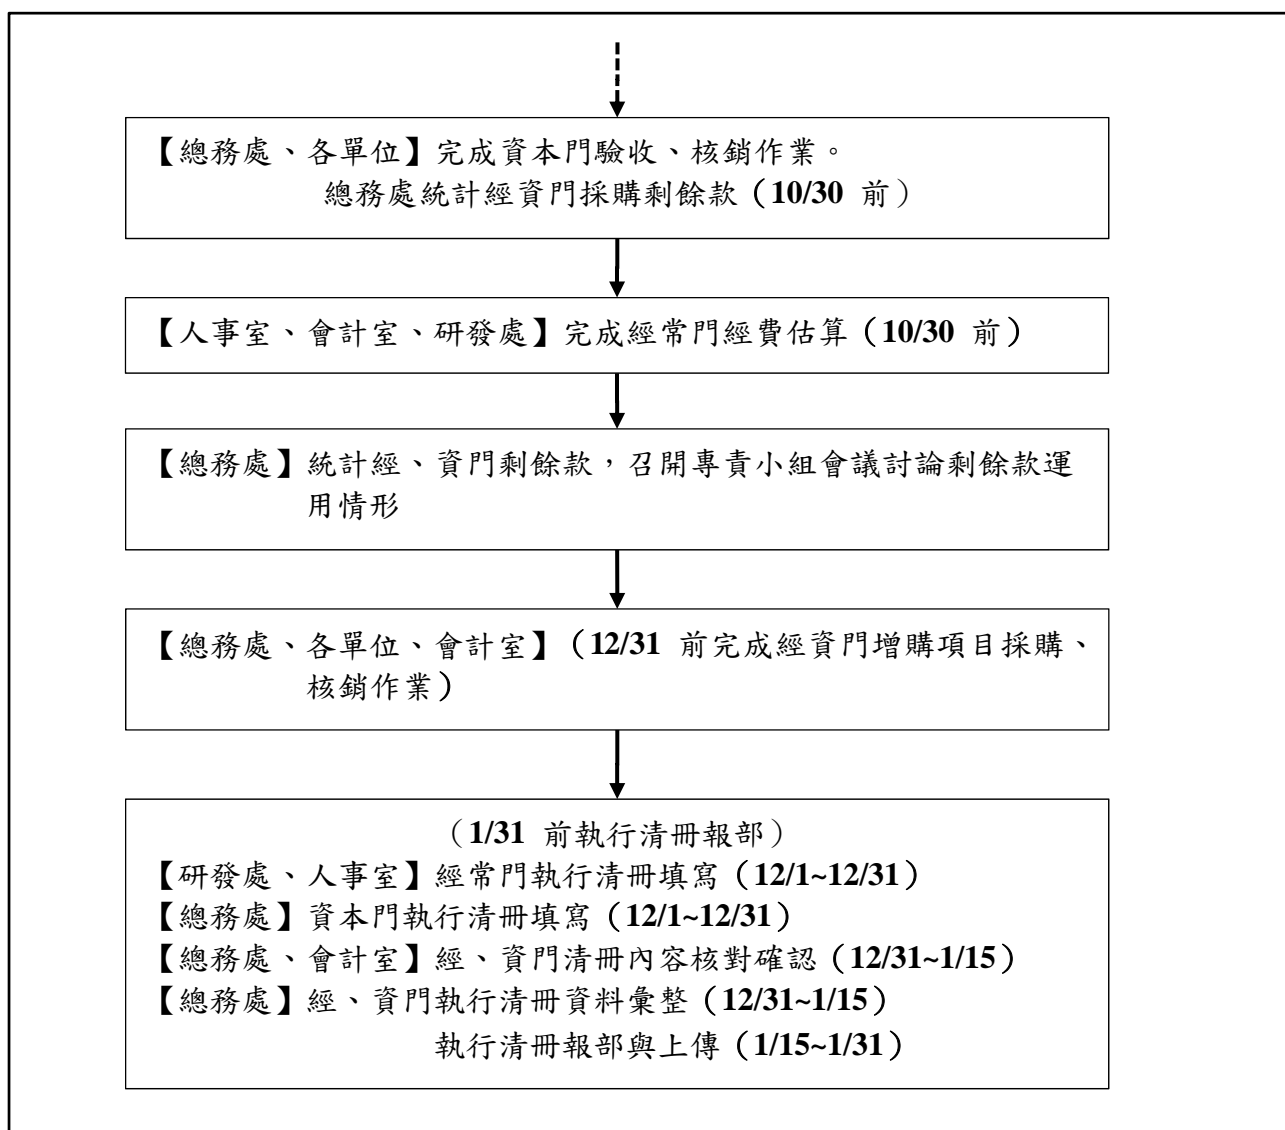 【總務處、各單位】完成資本門驗收、核銷作業。
總務處統計經資門採購剩餘款（10/30 前）
【人事室、會計室、研發處】完成經常門經費估算（10/30 前）
【總務處】統計經、資門剩餘款，召開專責小組會議討論剩餘款運
用情形
【總務處、各單位、會計室】（12/31 前完成經資門增購項目採購、
核銷作業）
（1/31 前執行清冊報部）
【研發處、人事室】經常門執行清冊填寫（12/1~12/31）
【總務處】資本門執行清冊填寫（12/1~12/31）
【總務處、會計室】經、資門清冊內容核對確認（12/31~1/15）
【總務處】經、資門執行清冊資料彙整（12/31~1/15）
執行清冊報部與上傳（1/15~1/31）